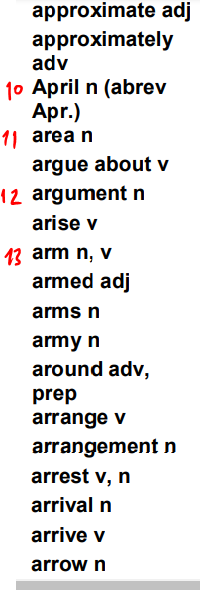 approximate adj
approximately
adv
10 April n (abrev
Apr.)
11 area n
argue about v
12 argument n
arise v
13 arm n, v
armed adj
arms n
army n
around adv,
prep
arrange v
arrangement n
arrest v, n
arrival n
arrive v
arrow n